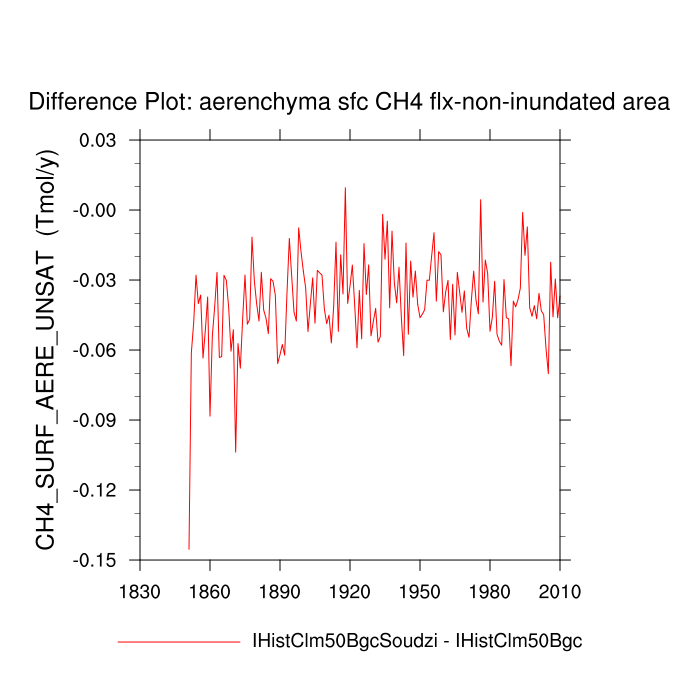 Difference Plot: aerenchyma sfc CH4 flx-non-inundated area
CH4_SURF_AERE_UNSAT (Tmol/y)
0.03
-0.00
-0.03
-0.06
-0.09
-0.12
-0.15
1830 1860 1890 1920 1950 1980 2010
IHistClm50BgcSoudzi - IHistClm50Bgc